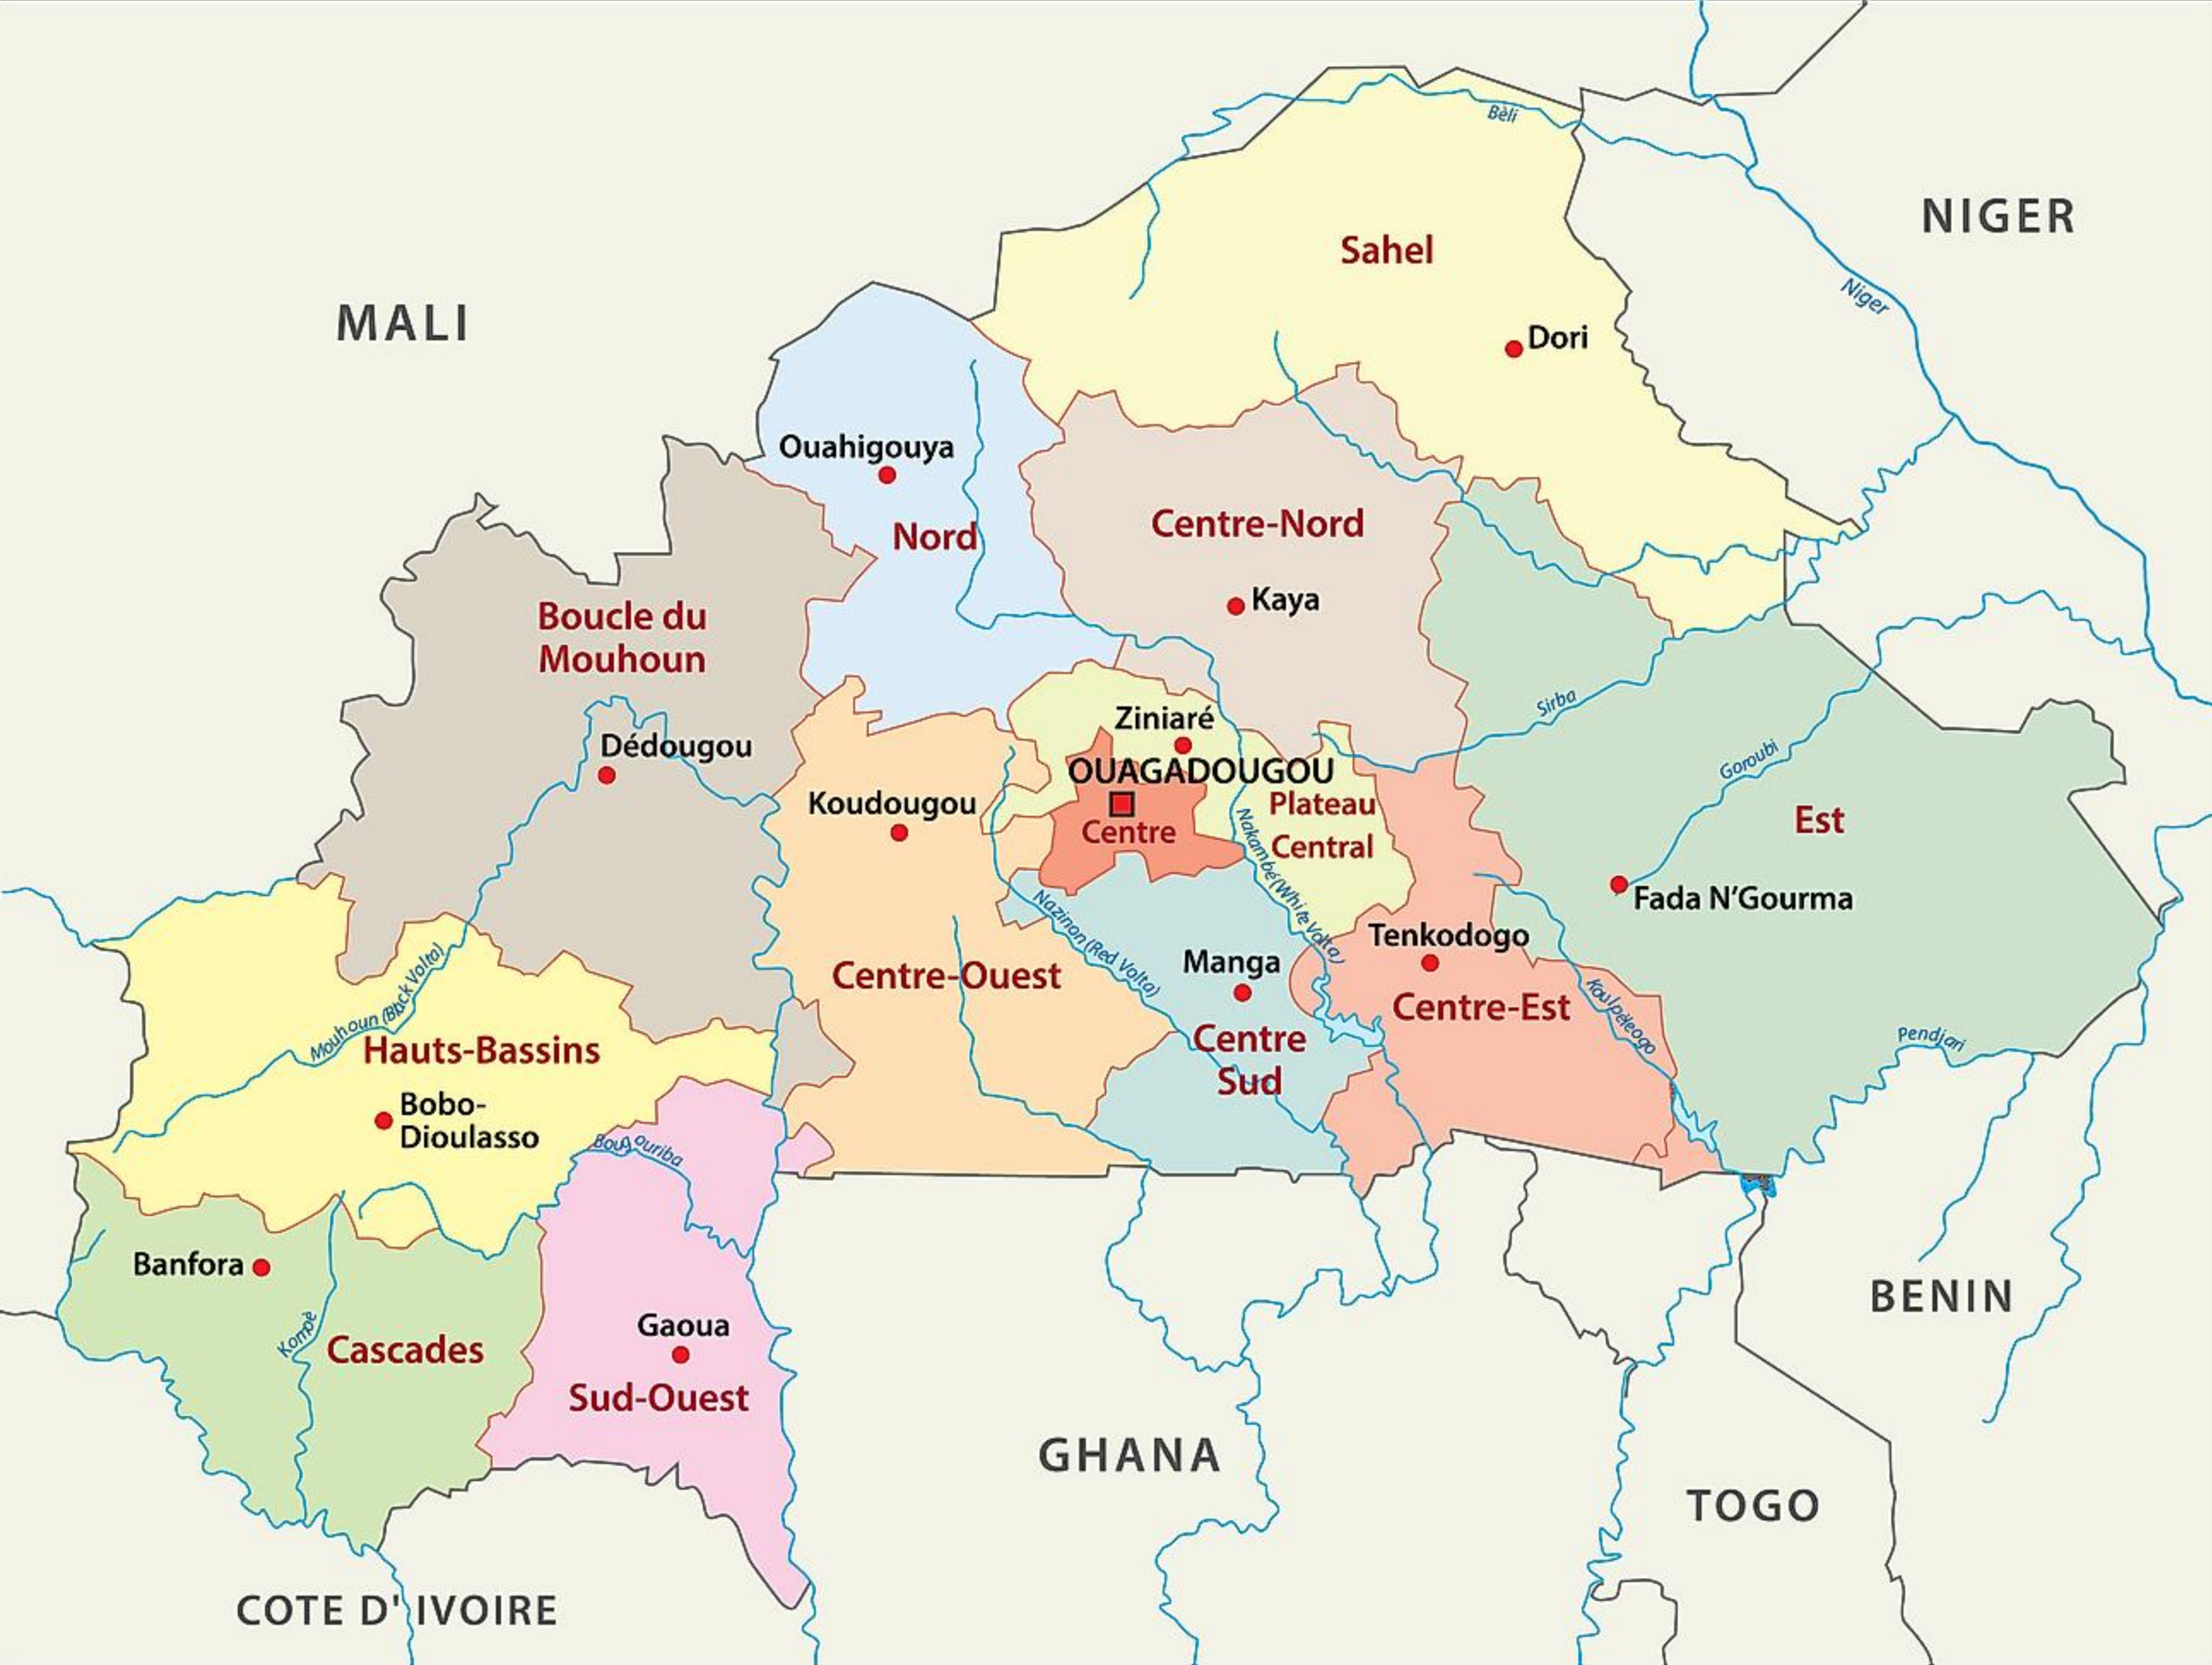 Bèli
NIGER
Sahel
Niger
MALI
Dori
Ouahigouya
Nord
Centre-Nord
Kaya
Boucle du
Mouhoun
Sirba
Ziniaré
Dédougou
Goroubi
OUAGADOUGOU
Koudougou
Plateau
Central
Centre
Est
Nakambé (White Volta)
Fada N'Gourma
Nazinon (Red Volta)
Tenkodogo
Manga
Centre-Ouest
Centre-Est
Koulpéleogo
Mouhoun (Black Volta)
Hauts-Bassins
Centre
Sud
Pendjari
Bobo-
Dioulasso
Bougouriba
Banfora
Komoé
Cascades
Gaoua
Sud-Ouest
BENIN
GHANA
TOGO
COTE D' IVOIRE